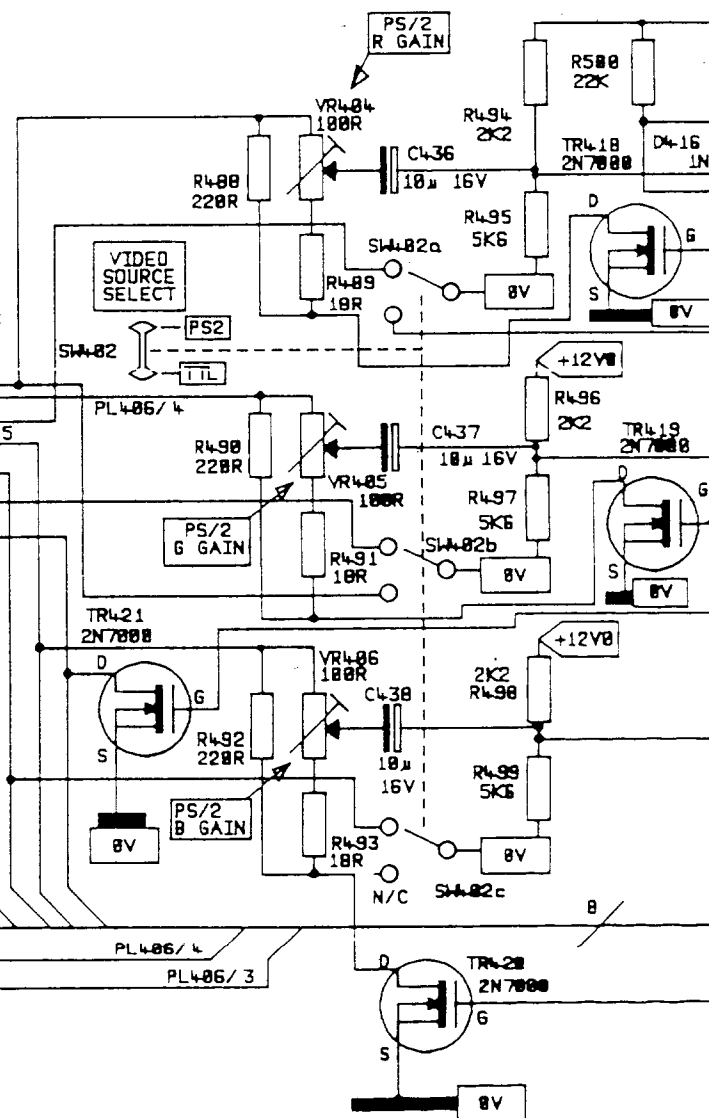 PS/2
R GAIN
VR404
100R
R500
22K
R494
2K2
TR418
2N7000
D416
1N
C436
10µ 16V
R488
220R
R495
5K6
D
G
S
SW402a
VIDEO
SOURCE
SELECT
R489
18R
0V
0V
PS2
SW402
TTL
+12V0
PL406/4
R496
2K2
5
C437
10µ 16V
TR419
2N7000
R490
220R
VR405
100R
D
G
S
R497
5K6
PS/2
G GAIN
R491
18R
SW402b
0V
0V
TR421
2N7000
+12V0
VR406
100R
2K2
R498
D
G
S
C438
10µ
16V
R492
220R
R499
5K6
PS/2
B GAIN
0V
R493
18R
0V
N/C
SW402c
8
PL406/4
PL406/3
D
TR420
2N7000
G
S
0V